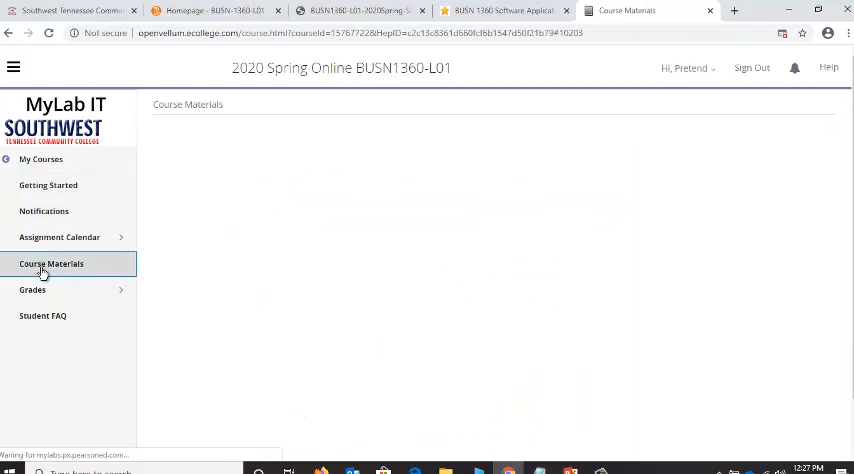 Southwest Tennessee Commu
Homepage - BUSN-1360-L01
BUSN1360-L01-2020Spring-S
BUSN 1360 Software Applicat
Course Materials
Not secure
openvellum.ecollege.com/course.html?courseId=15767722&HepID=c2c13c8361d660fcf6b1547d50f21b79#10203
2020 Spring Online BUSN1360-L01
Hi, Pretend
Sign Out
Help
MyLab IT
SOUTHWEST
TENNESSEE COMMUNITY COLLEGE
Course Materials
My Courses
Getting Started
Notifications
Assignment Calendar
Course Materials
Grades
Student FAQ
Waiting for mylabs.px.pearsoned.com...
Type here to search
12:27 PM